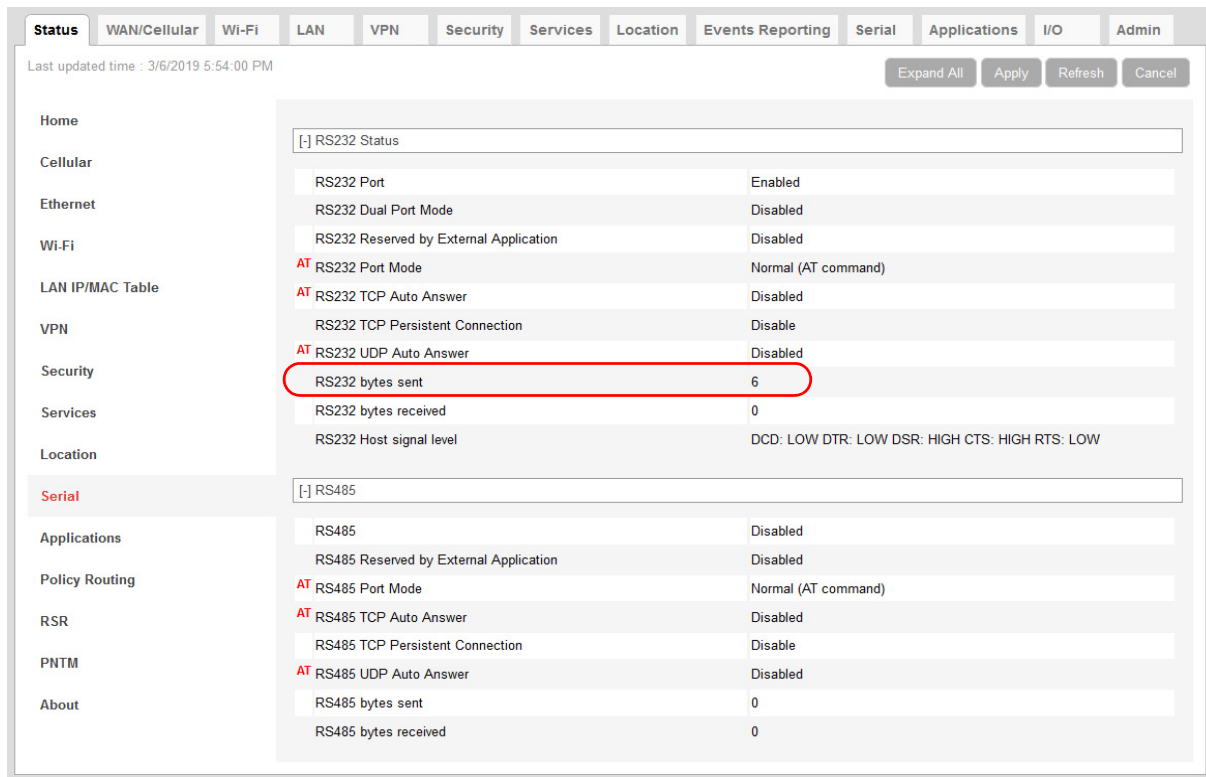 Status WAN/Cellular Wi-Fi LAN VPN Security Services Location Events Reporting Serial Applications I/O Admin
Last updated time : 3/6/2019 5:54:00 PM
Expand All Apply Refresh Cancel
Home
Cellular
Ethernet
Wi-Fi
LAN IP/MAC Table
VPN
Security
Services
Location
Serial
Applications
Policy Routing
RSR
PNTM
About
[-] RS232 Status
RS232 Port Enabled
RS232 Dual Port Mode Disabled
RS232 Reserved by External Application Disabled
AT RS232 Port Mode Normal (AT command)
AT RS232 TCP Auto Answer Disabled
RS232 TCP Persistent Connection Disable
AT RS232 UDP Auto Answer Disabled
RS232 bytes sent 6
RS232 bytes received 0
RS232 Host signal level DCD: LOW DTR: LOW DSR: HIGH CTS: HIGH RTS: LOW
[-] RS485
RS485 Disabled
RS485 Reserved by External Application Disabled
AT RS485 Port Mode Normal (AT command)
AT RS485 TCP Auto Answer Disabled
RS485 TCP Persistent Connection Disable
AT RS485 UDP Auto Answer Disabled
RS485 bytes sent 0
RS485 bytes received 0